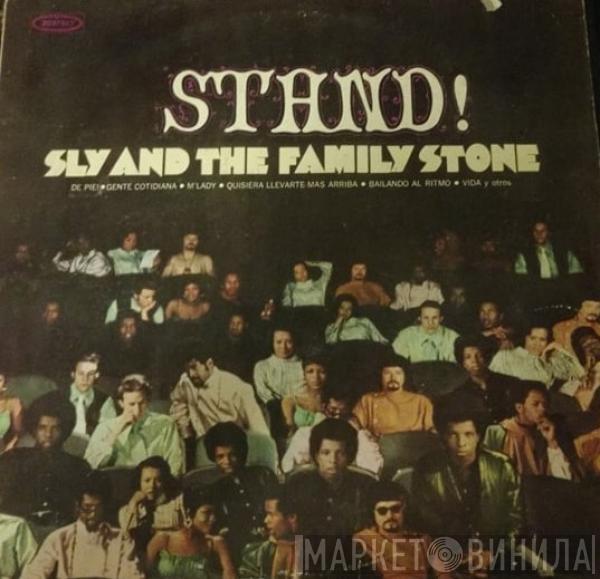 STAND!
SLY AND THE FAMILY STONE
DE PIE! • GENTE COTIDIANA • M'LADY • QUISIERA LLEVARTE MAS ARRIBA • BAILANDO AL RITMO • VIDA y otros
МАРКЕТ ВИНИЛА